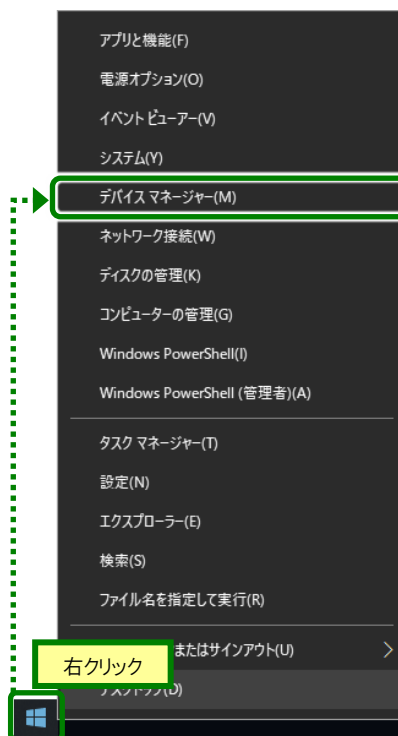 アプリと機能(F)
電源オプション(O)
イベント ビューアー(V)
システム(Y)
デバイス マネージャー(M)
ネットワーク接続(W)
ディスクの管理(K)
コンピューターの管理(G)
Windows PowerShell(I)
Windows PowerShell (管理者)(A)
タスク マネージャー(T)
設定(N)
エクスプローラー(E)
検索(S)
ファイル名を指定して実行(R)
またはサインアウト(U)
右クリック
デスクトップ(D)